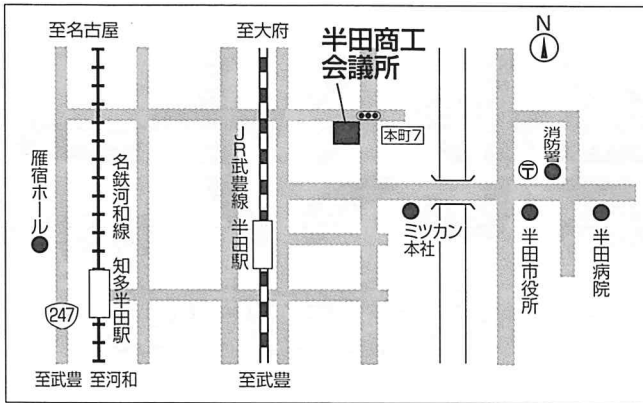 至名古屋
至大府
半田商工
会議所
N
本町7
消防署
〒
雁宿ホール
名鉄河和線
知多半田駅
JR武豊線
半田駅
ミツカン
本社
半田市役所
半田病院
247
至武豊
至河和
至武豊